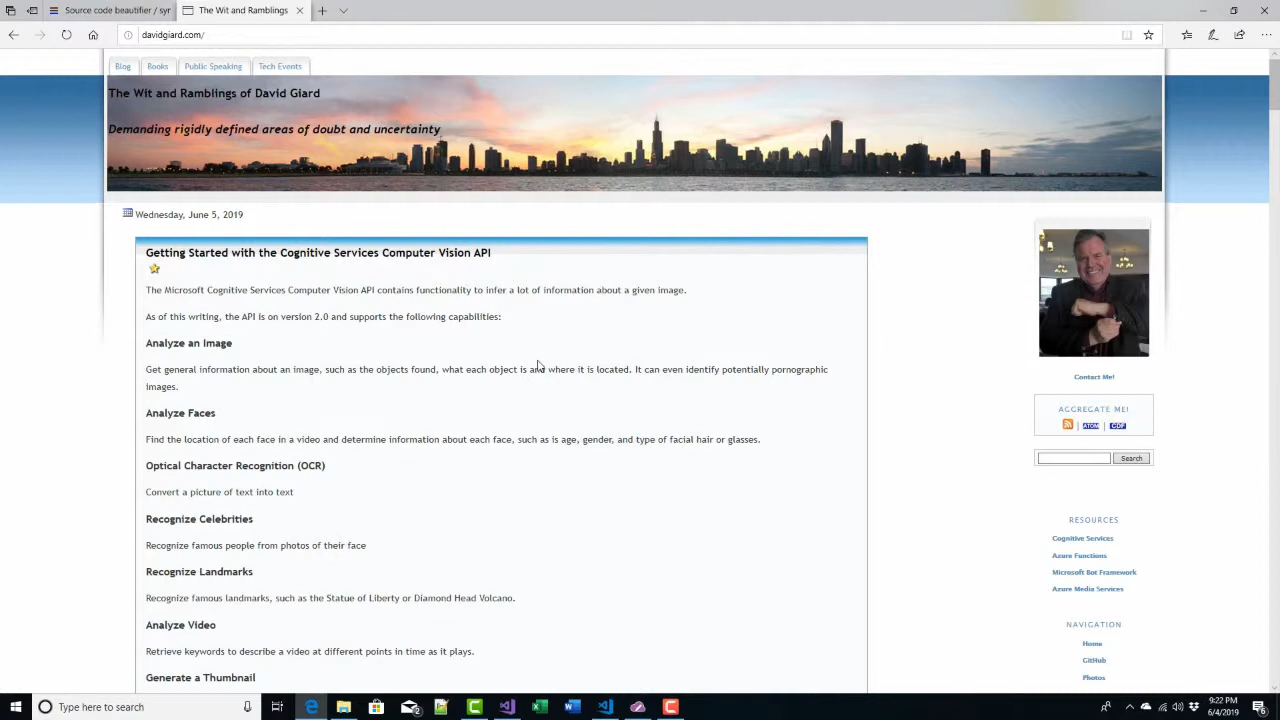 Source code beautifier / syr
The Wit and Ramblings
davidgiard.com/
Blog
Books
Public Speaking
Tech Events
The Wit and Ramblings of David Giard
Demanding rigidly defined areas of doubt and uncertainty
Wednesday, June 5, 2019
Getting Started with the Cognitive Services Computer Vision API
The Microsoft Cognitive Services Computer Vision API contains functionality to infer a lot of information about a given image.
As of this writing, the API is on version 2.0 and supports the following capabilities:
Analyze an Image
Get general information about an image, such as the objects found, what each object is and where it is located. It can even identify potentially pornographic
images.
Analyze Faces
Find the location of each face in a video and determine information about each face, such as is age, gender, and type of facial hair or glasses.
Optical Character Recognition (OCR)
Convert a picture of text into text
Recognize Celebrities
Recognize famous people from photos of their face
Recognize Landmarks
Recognize famous landmarks, such as the Statue of Liberty or Diamond Head Volcano.
Analyze Video
Retrieve keywords to describe a video at different point in time as it plays.
Generate a Thumbnail
Contact Me!
AGGREGATE ME!
ATOM
CDF
Search
RESOURCES
Cognitive Services
Azure Functions
Microsoft Bot Framework
Azure Media Services
NAVIGATION
Home
GitHub
Photos
Type here to search
9:22 PM
6/4/2019